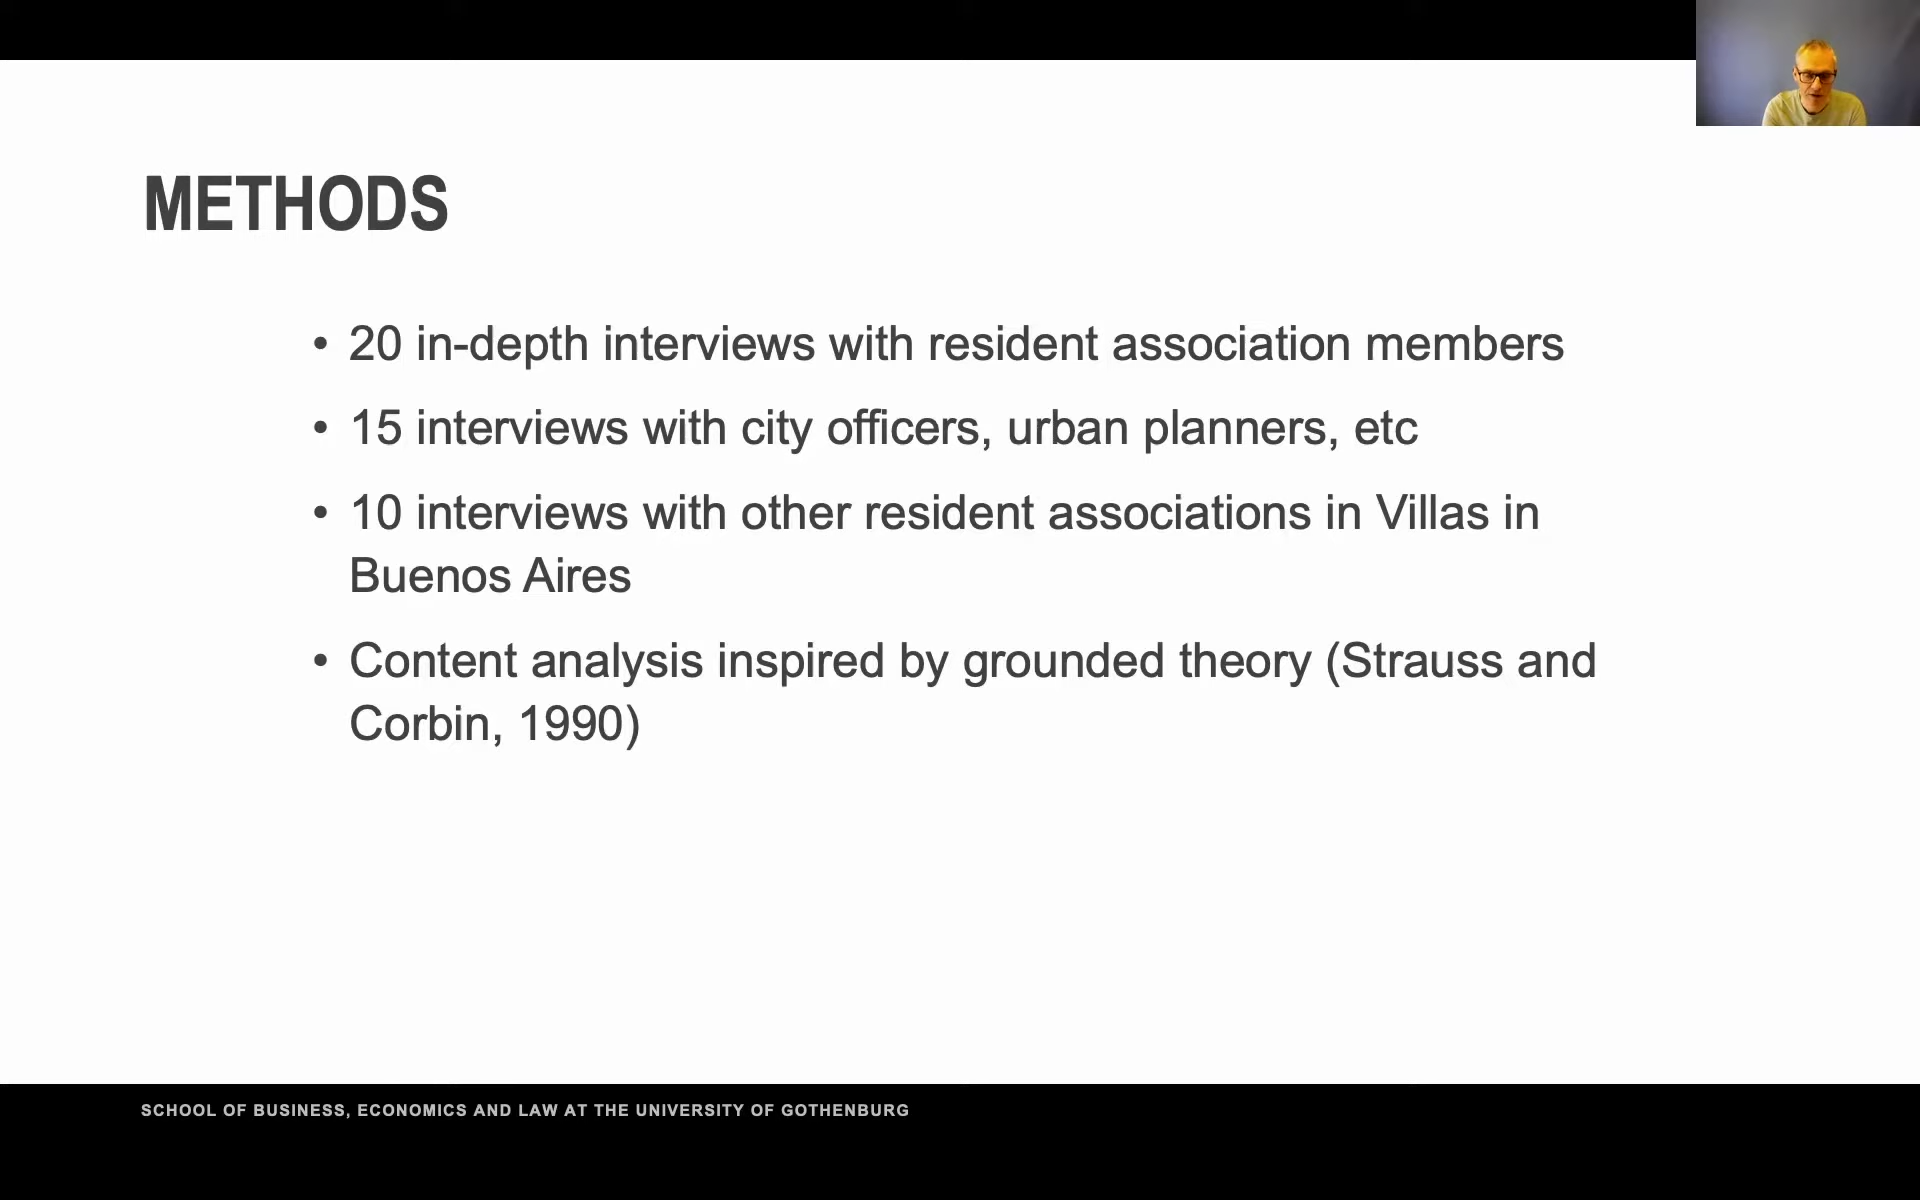 METHODS
• 20 in-depth interviews with resident association members
• 15 interviews with city officers, urban planners, etc
• 10 interviews with other resident associations in Villas in
Buenos Aires
• Content analysis inspired by grounded theory (Strauss and
Corbin, 1990)
SCHOOL OF BUSINESS, ECONOMICS AND LAW AT THE UNIVERSITY OF GOTHENBURG